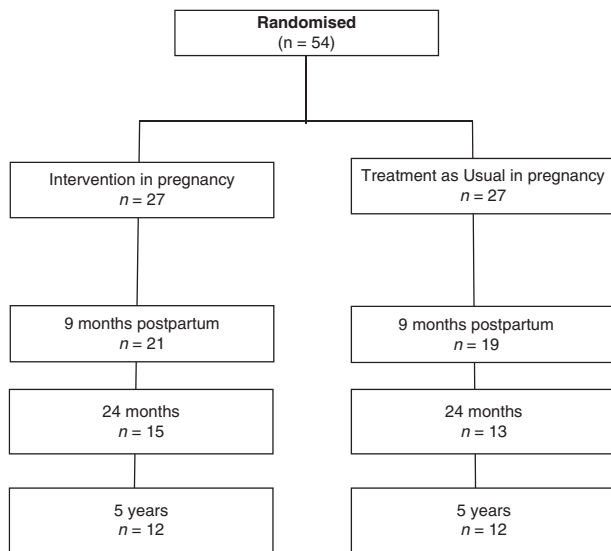 Randomised
(n = 54)
Intervention in pregnancy
n = 27
Treatment as Usual in pregnancy
n = 27
9 months postpartum
n = 21
9 months postpartum
n = 19
24 months
n = 15
24 months
n = 13
5 years
n = 12
5 years
n = 12